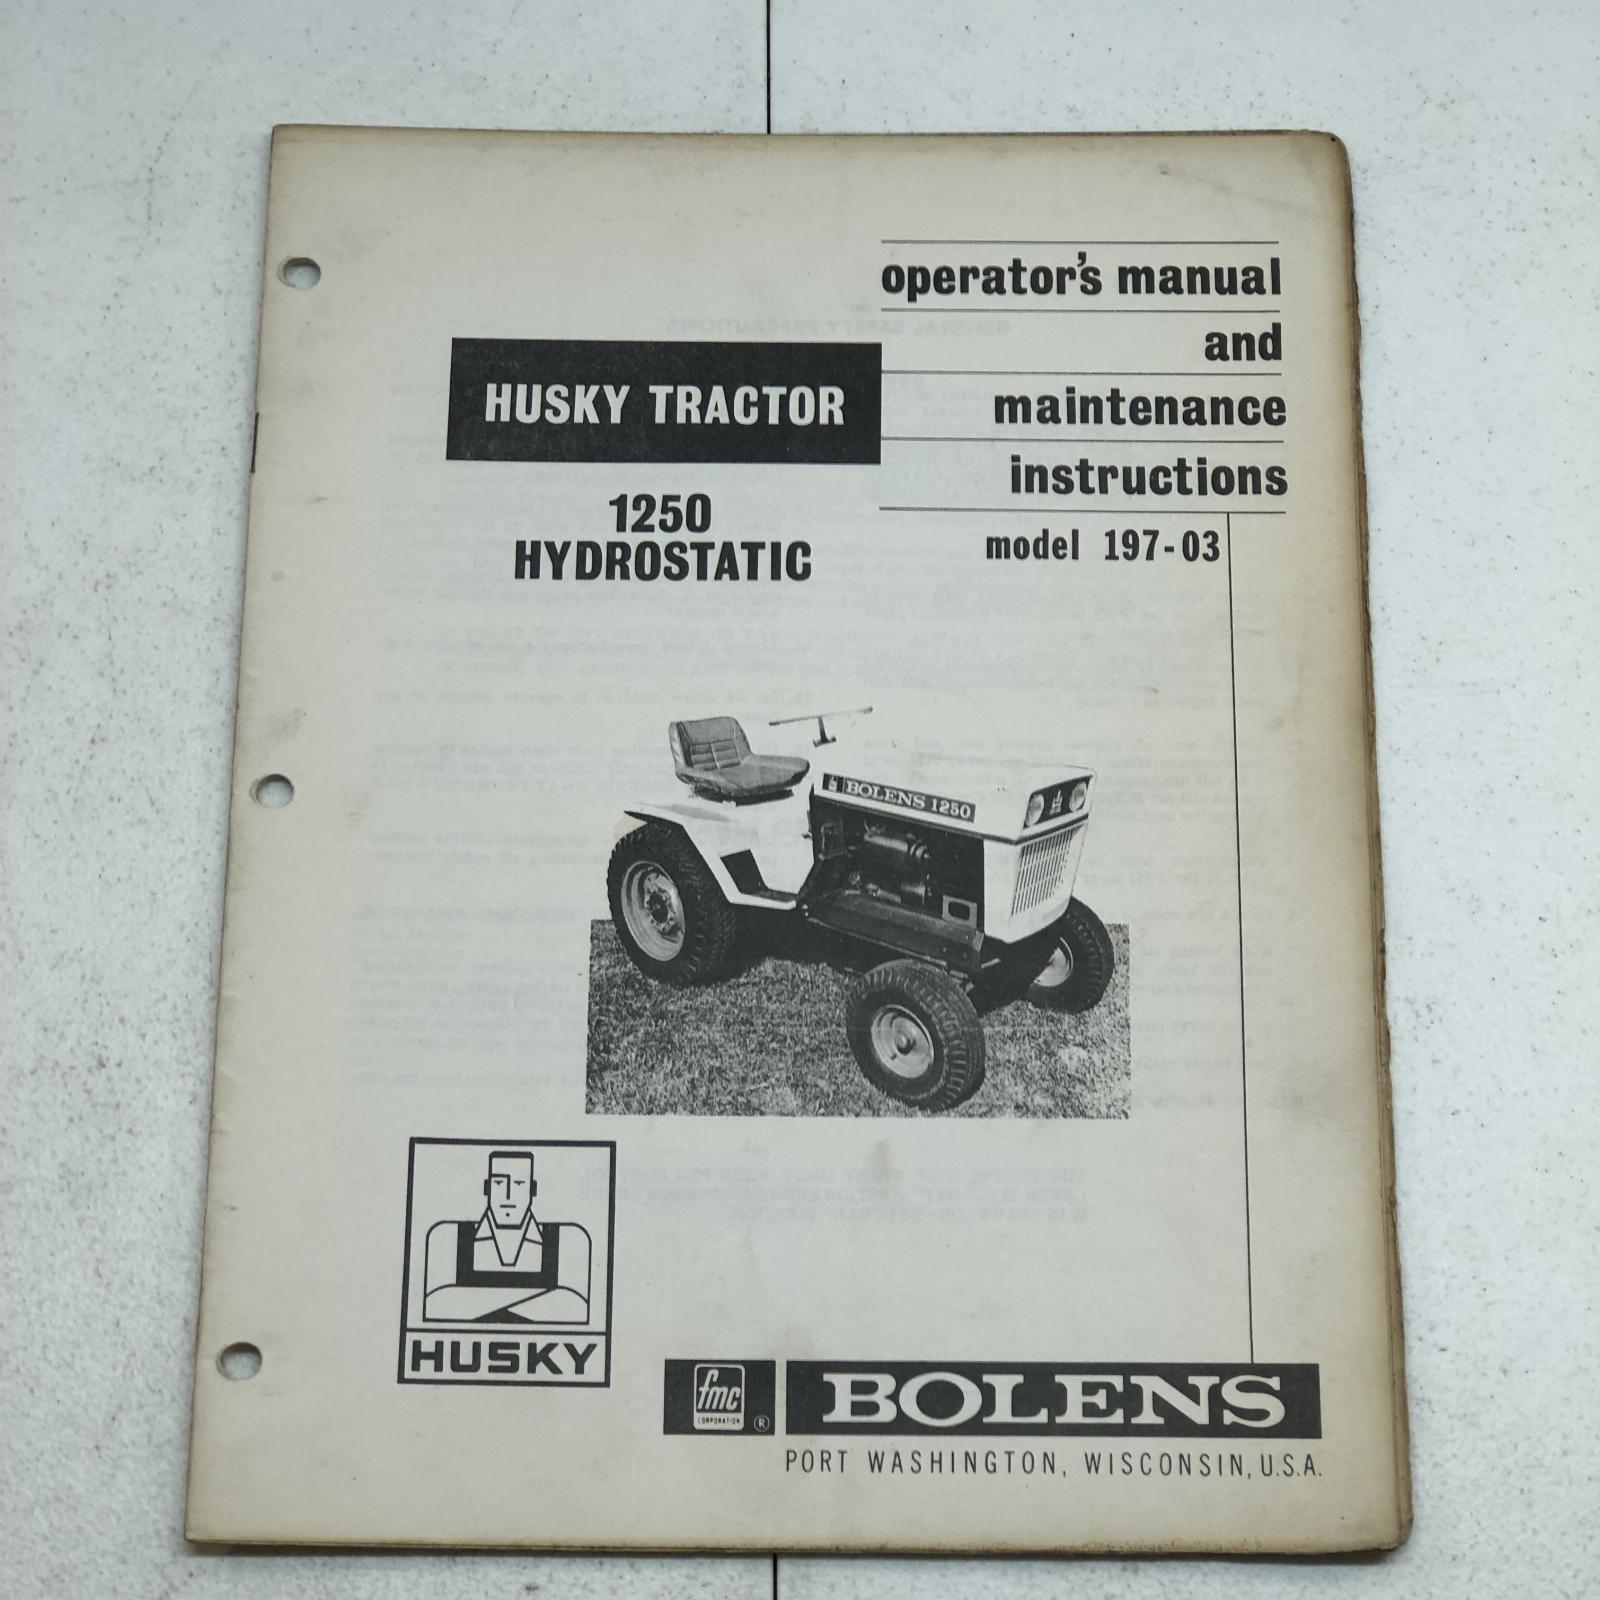 operator's manual
and
maintenance
instructions
model 197-03
HUSKY TRACTOR
1250
HYDROSTATIC
BOLENS 1250
HUSKY
fmc
CORPORATION
®
BOLENS
PORT WASHINGTON, WISCONSIN, U.S.A.